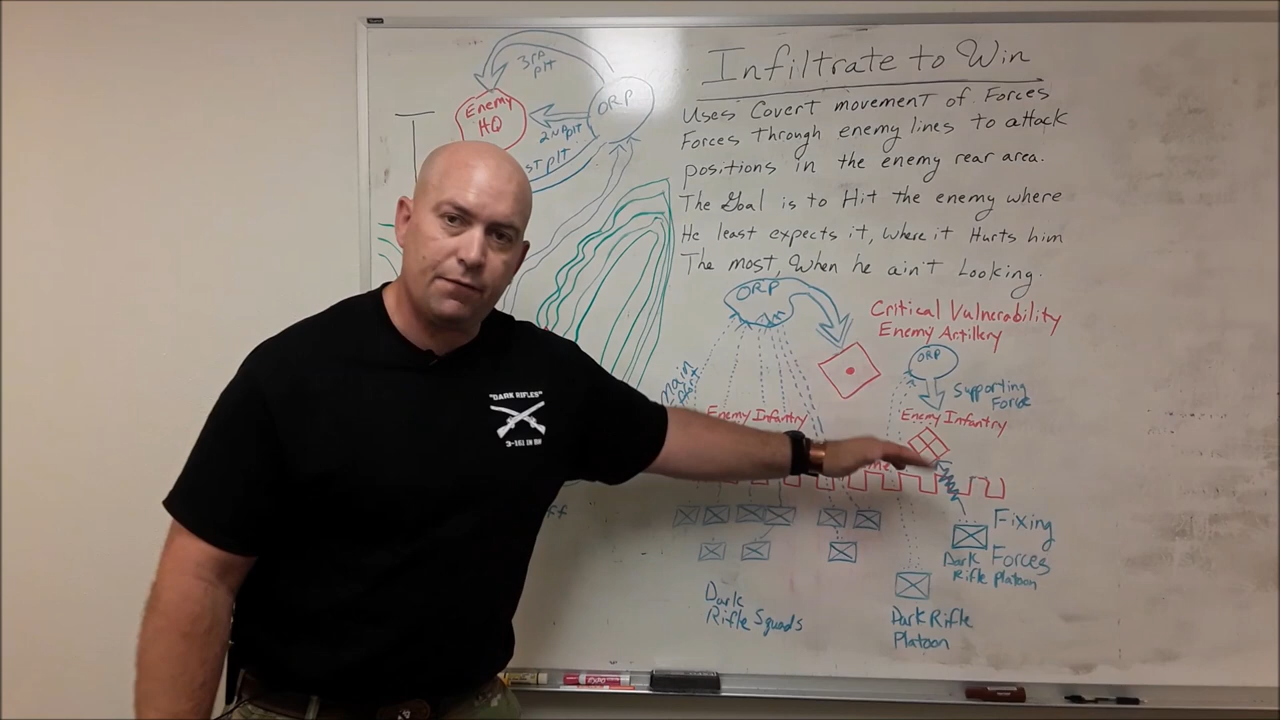 Infiltrate to Win
Uses Covert movement of Forces
Forces through enemy lines to attack
positions in the enemy rear area.
The Goal is to Hit the enemy where
He least expects it, Where it Hurts him
The most, When he ain't Looking.
3rd plt
ORP
Enemy
HQ
2nd plt
1st plt
ORP
Critical Vulnerability
Enemy Artillery
ORP
Supporting
Force
Main
Enemy Infantry
Enemy Infantry
Fixing
Forces
Dark
Rifle Platoon
Dark
Rifle Squads
Dark Rifle
Platoon
"DARK RIFLES"
3-161 IN BN
EXPO